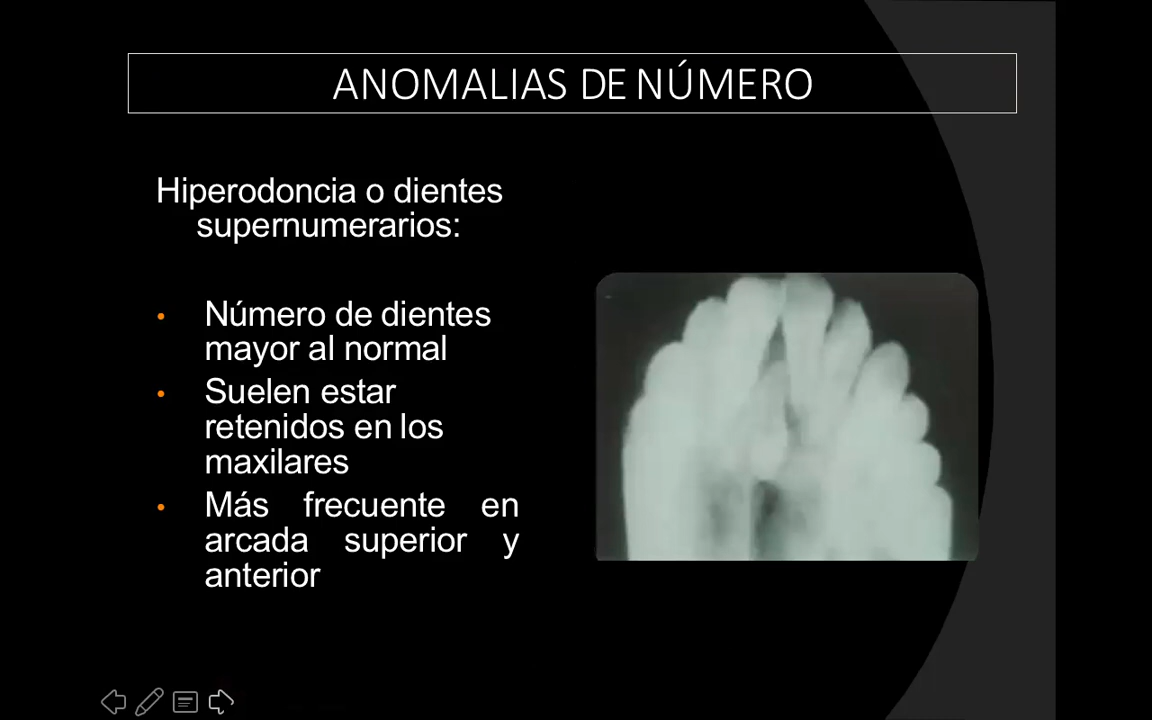 ANOMALIAS DE NÚMERO
Hiperodoncia o dientes
supernumerarios:
• Número de dientes
mayor al normal
• Suelen estar
retenidos en los
maxilares
• Más frecuente en
arcada superior y
anterior